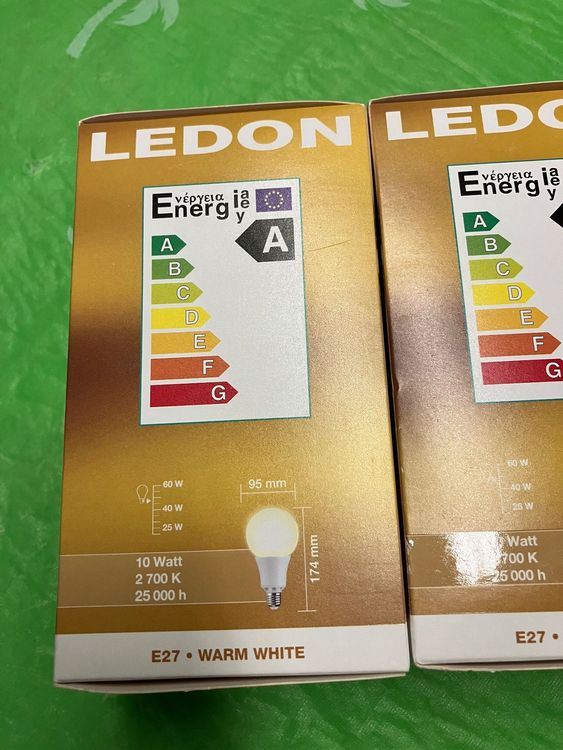 LEDON
Energ
ενέργεια
ia
ie
y
A
A
B
C
D
E
F
G
60 W
40 W
25 W
95 mm
174 mm
10 Watt
2 700 K
25 000 h
E27 • WARM WHITE
LEDO
Energ
ενέργεια
ia
ie
y
A
B
C
D
E
F
G
60 W
40 W
25 W
Watt
700 K
25 000 h
E27 •